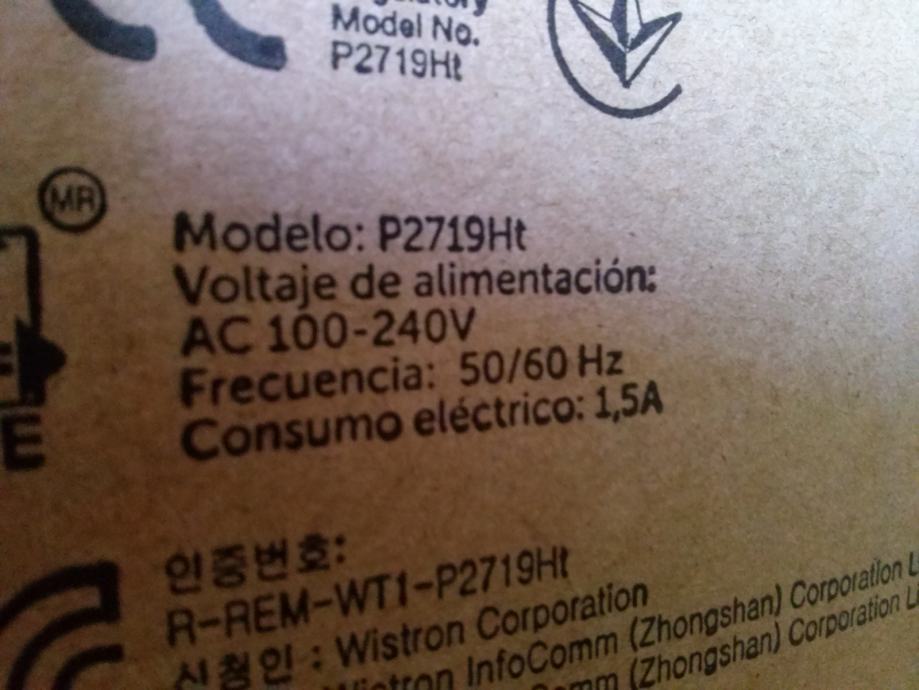 Model No.
P2719Ht
MR
Modelo: P2719Ht
Voltaje de alimentación:
AC 100-240V
Frecuencia: 50/60 Hz
Consumo eléctrico: 1,5A
E
인증번호:
R-REM-WT1-P2719Ht
신청인 : Wistron Corporation
Wistron InfoComm (Zhongshan) Corporation
(Zhongshan) Corporation